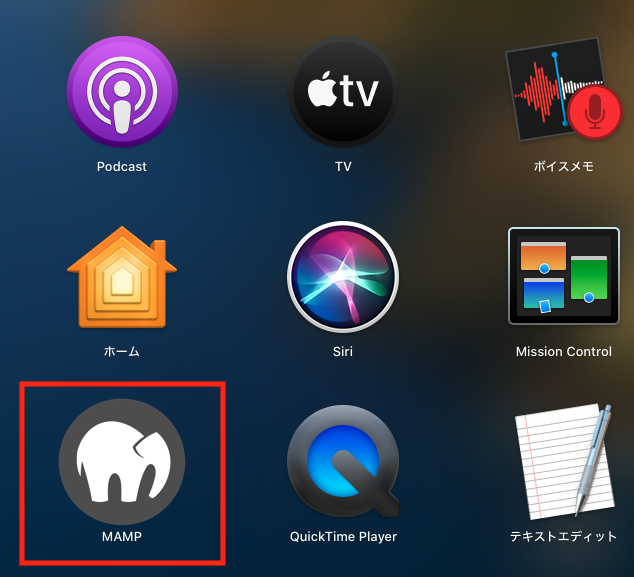 tv
Podcast
TV
ボイスメモ
ホーム
Siri
Mission Control
MAMP
QuickTime Player
テキストエディット